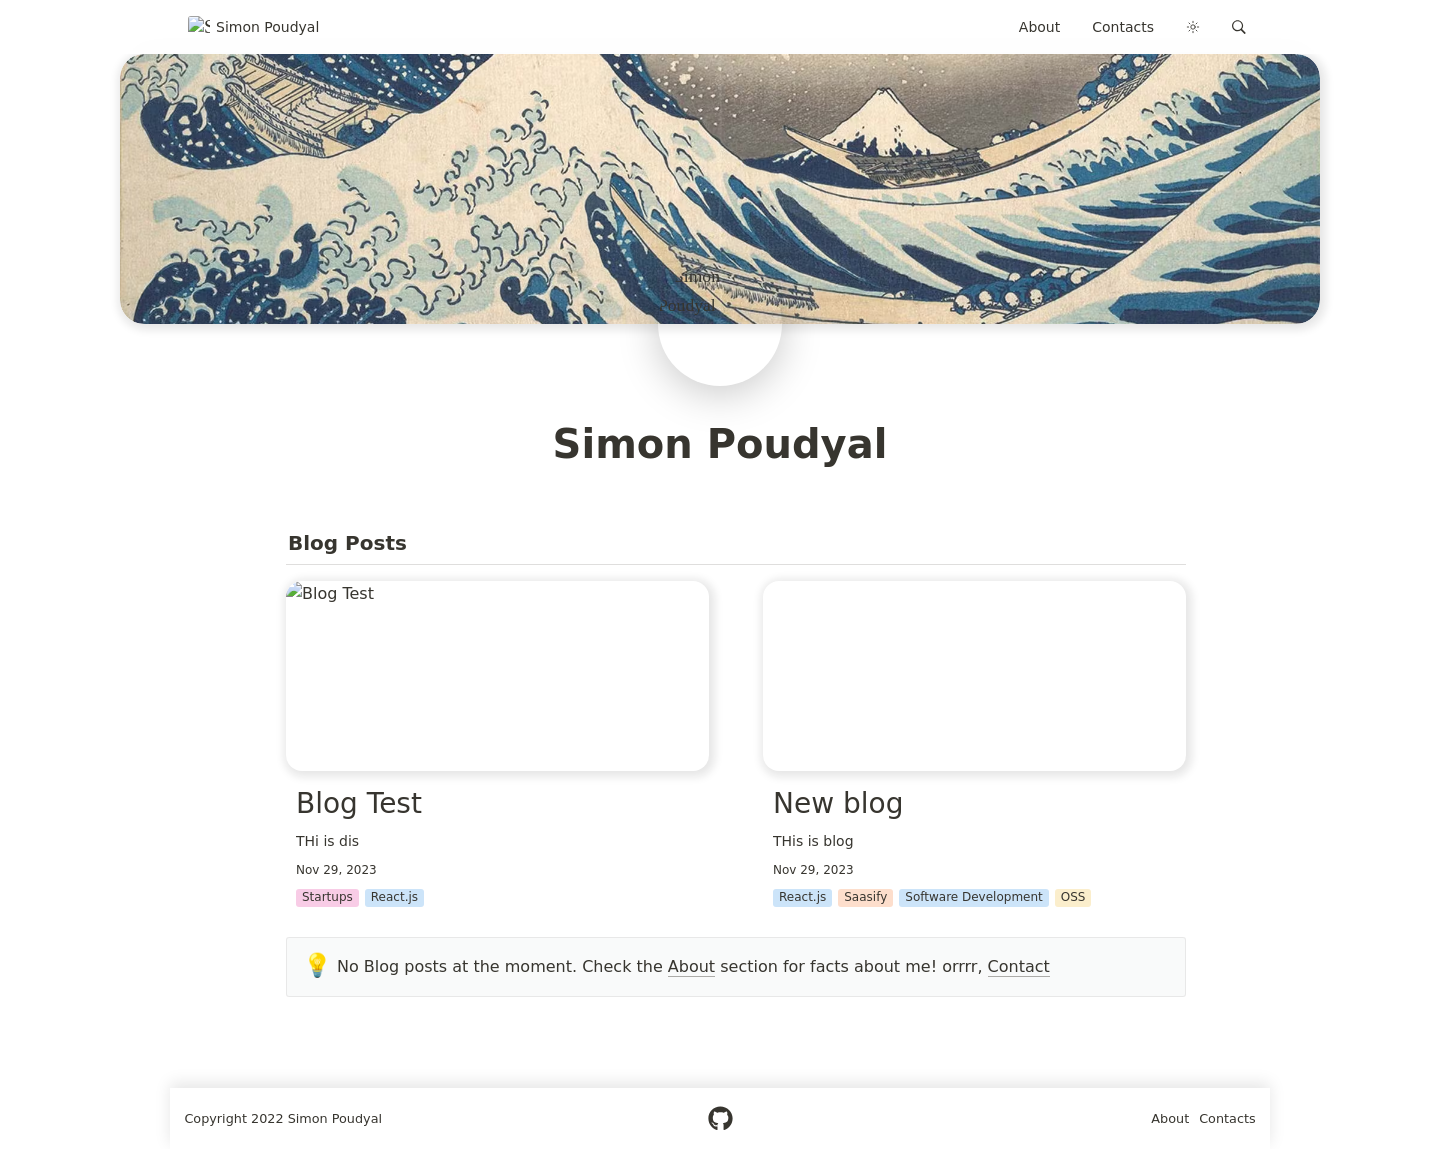 Simon Poudyal
About
Contacts
Simon Poudyal
Blog Posts
Blog Test
Blog Test
THi is dis
Nov 29, 2023
Startups React.js
New blog
THis is blog
Nov 29, 2023
React.js Saasify Software Development OSS
No Blog posts at the moment. Check the About section for facts about me! orrrr, Contact
Copyright 2022 Simon Poudyal
About Contacts